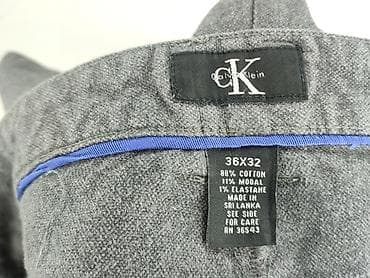 CK
Calvin Klein
36X32
88% COTTON
11% MODAL
1% ELASTANE
MADE IN
SRI LANKA
SEE SIDE
FOR CARE
RN 36543